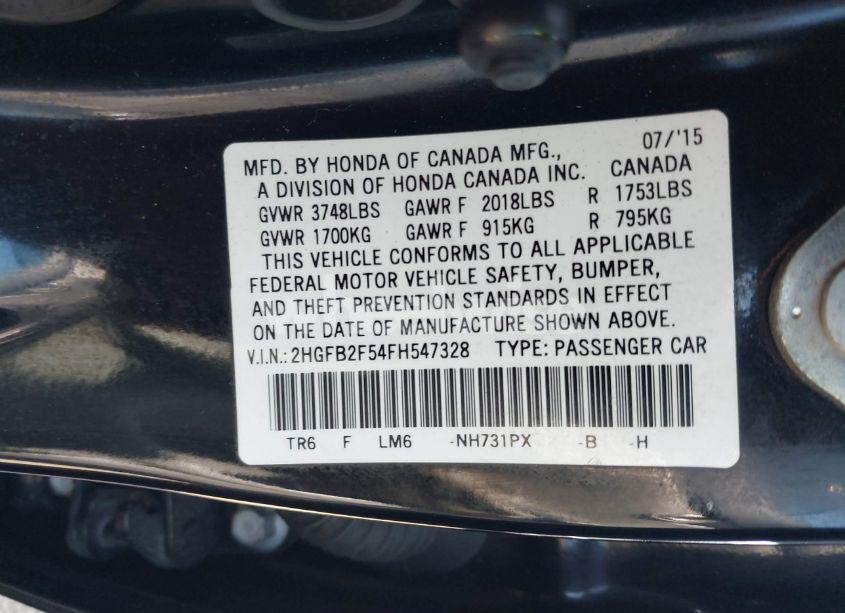 07/'15
MFD. BY HONDA OF CANADA MFG.,
A DIVISION OF HONDA CANADA INC. CANADA
GVWR 3748LBS GAWR F 2018LBS R 1753LBS
GVWR 1700KG GAWR F 915KG R 795KG
THIS VEHICLE CONFORMS TO ALL APPLICABLE
FEDERAL MOTOR VEHICLE SAFETY, BUMPER,
AND THEFT PREVENTION STANDARDS IN EFFECT
ON THE DATE OF MANUFACTURE SHOWN ABOVE.
V.I.N.: 2HGFB2F54FH547328 TYPE: PASSENGER CAR
TR6 F LM6 -NH731PX -B -H